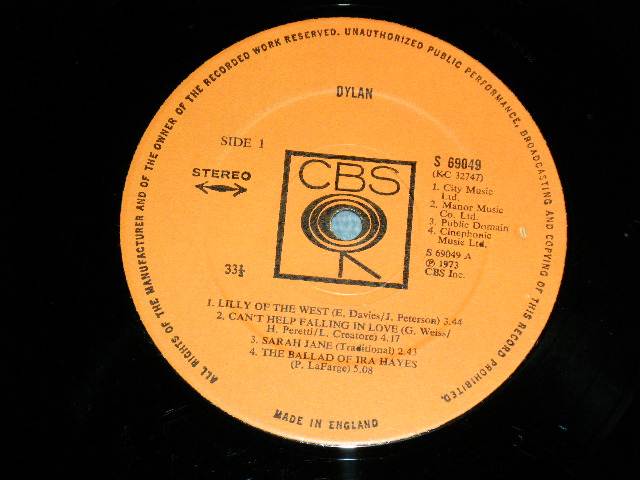 ALL RIGHTS OF THE MANUFACTURER AND OF THE OWNER OF THE RECORDED WORK RESERVED. UNAUTHORIZED PUBLIC PERFORMANCE, BROADCASTING AND COPYING OF THIS RECORD PROHIBITED.
DYLAN
SIDE 1
STEREO
33⅓
CBS
S 69049
(KC 32747)
1. City Music
Ltd.
2. Manor Music
Co. Ltd.
3. Public Domain
4. Cinephonic
Music Ltd.
S 69049 A
℗ 1973
CBS Inc.
1. LILLY OF THE WEST (E. Davies/J. Peterson) 3.44
2. CAN'T HELP FALLING IN LOVE (G. Weiss/
H. Peretti/L. Creatore) 4.17
3. SARAH JANE (Traditional) 2.43
4. THE BALLAD OF IRA HAYES
(P. LaFarge) 5.08
MADE IN ENGLAND